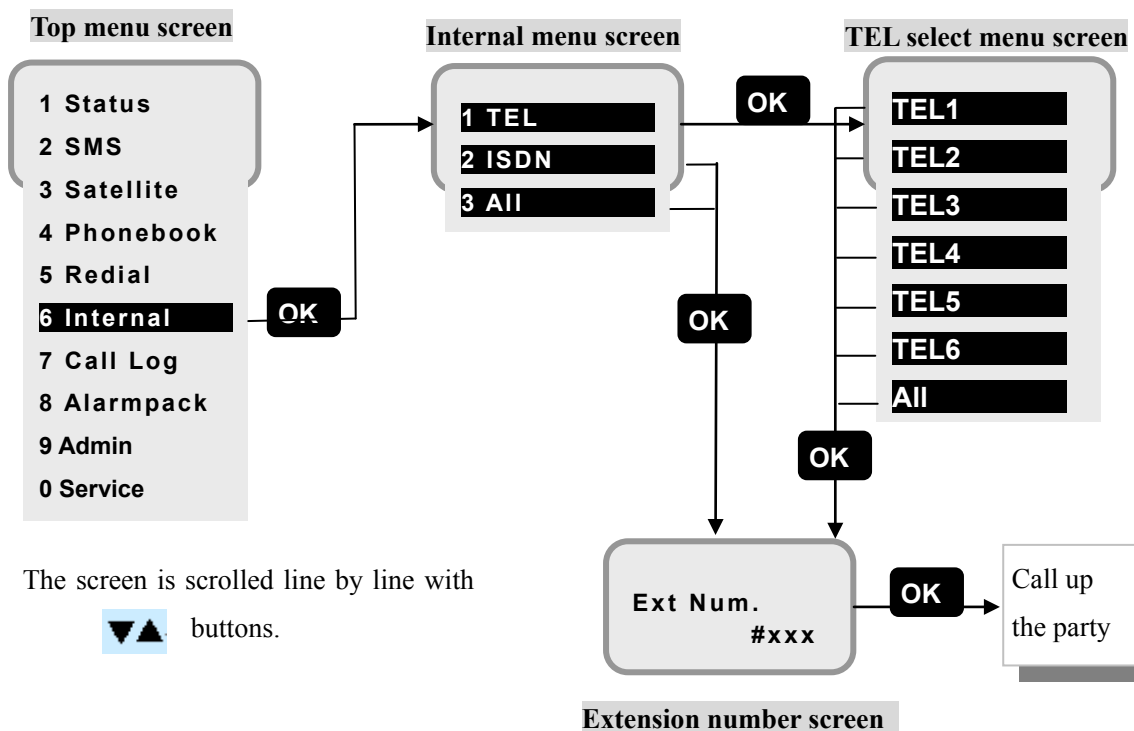 Top menu screen
1 Status
2 SMS
3 Satellite
4 Phonebook
5 Redial
6 Internal
7 Call Log
8 Alarmpack
9 Admin
0 Service
OK
Internal menu screen
1 TEL
2 ISDN
3 All
OK
OK
TEL select menu screen
TEL1
TEL2
TEL3
TEL4
TEL5
TEL6
All
OK
The screen is scrolled line by line with
▼▲ buttons.
Ext Num.
#xxx
OK
Call up
the party
Extension number screen